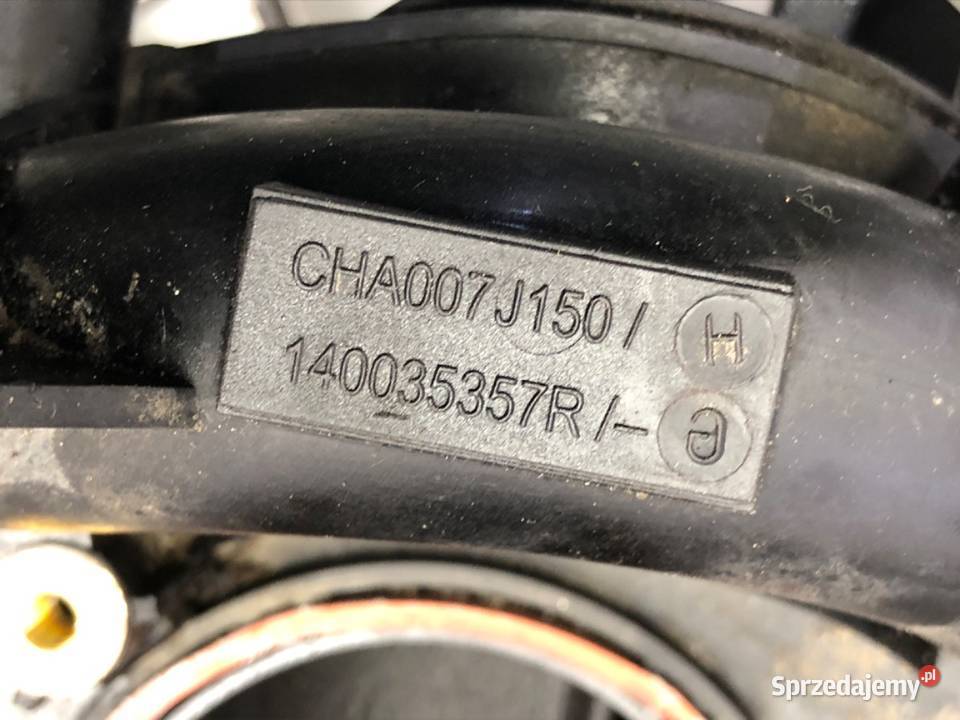 CHA007J150 / H
140035357R /- G
Sprzedajemy.pl